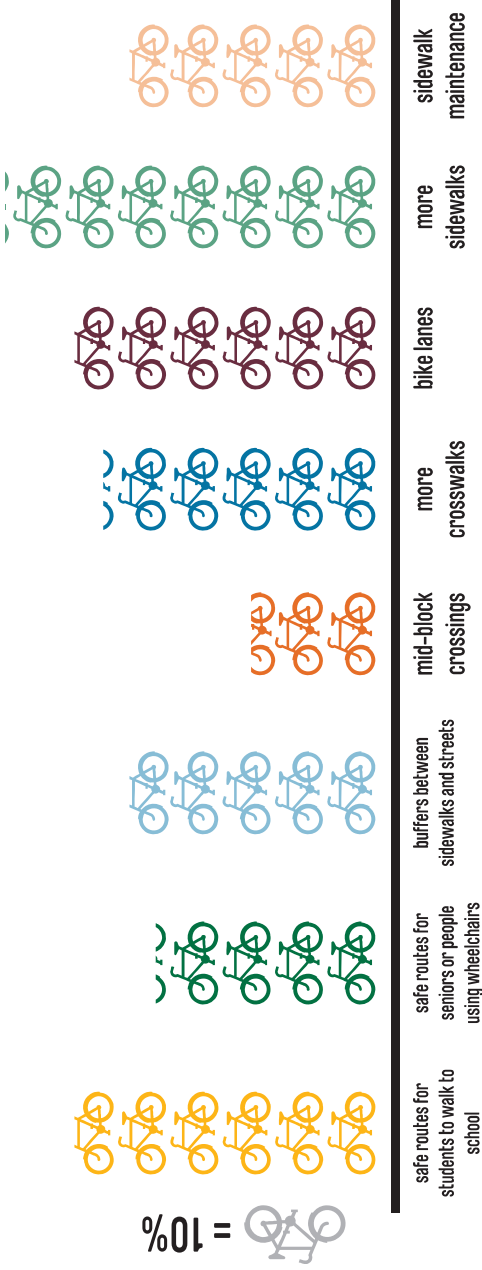 sidewalk
maintenance
more
sidewalks
bike lanes
more
crosswalks
mid-block
crossings
buffers between
sidewalks and streets
safe routes for
seniors or people
using wheelchairs
safe routes for
students to walk to
school
= 10%